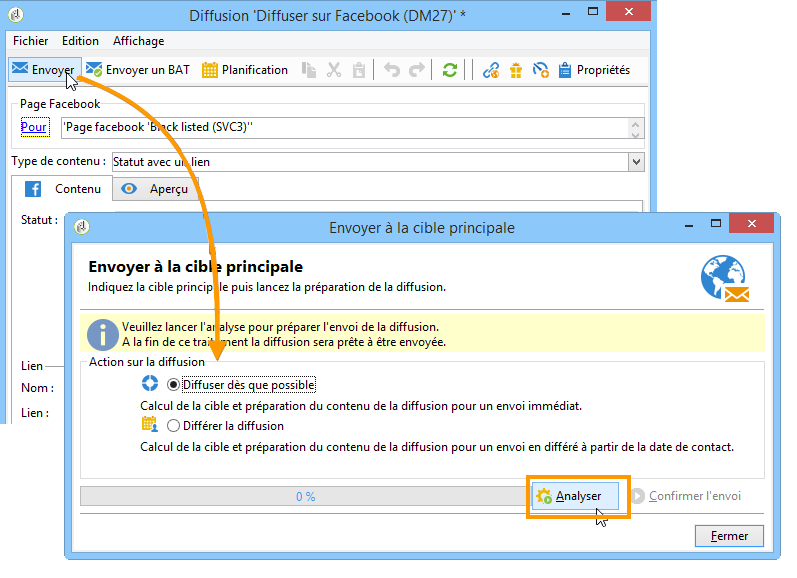 Diffusion 'Diffuser sur Facebook (DM27)' *
Fichier Edition Affichage
Envoyer Envoyer un BAT Planification Propriétés
Page Facebook
Pour 'Page facebook 'Black listed (SVC3)''
Type de contenu : Statut avec un lien
Contenu Aperçu
Statut :
Envoyer à la cible principale
Envoyer à la cible principale
Indiquez la cible principale puis lancez la préparation de la diffusion.
Veuillez lancer l'analyse pour préparer l'envoi de la diffusion.
A la fin de ce traitement la diffusion sera prête à être envoyée.
Lien
Action sur la diffusion
Nom :
Diffuser dès que possible
Lien :
Calcul de la cible et préparation du contenu de la diffusion pour un envoi immédiat.
Différer la diffusion
Calcul de la cible et préparation du contenu de la diffusion pour un envoi en différé à partir de la date de contact.
0 % Analyser Confirmer l'envoi
Fermer